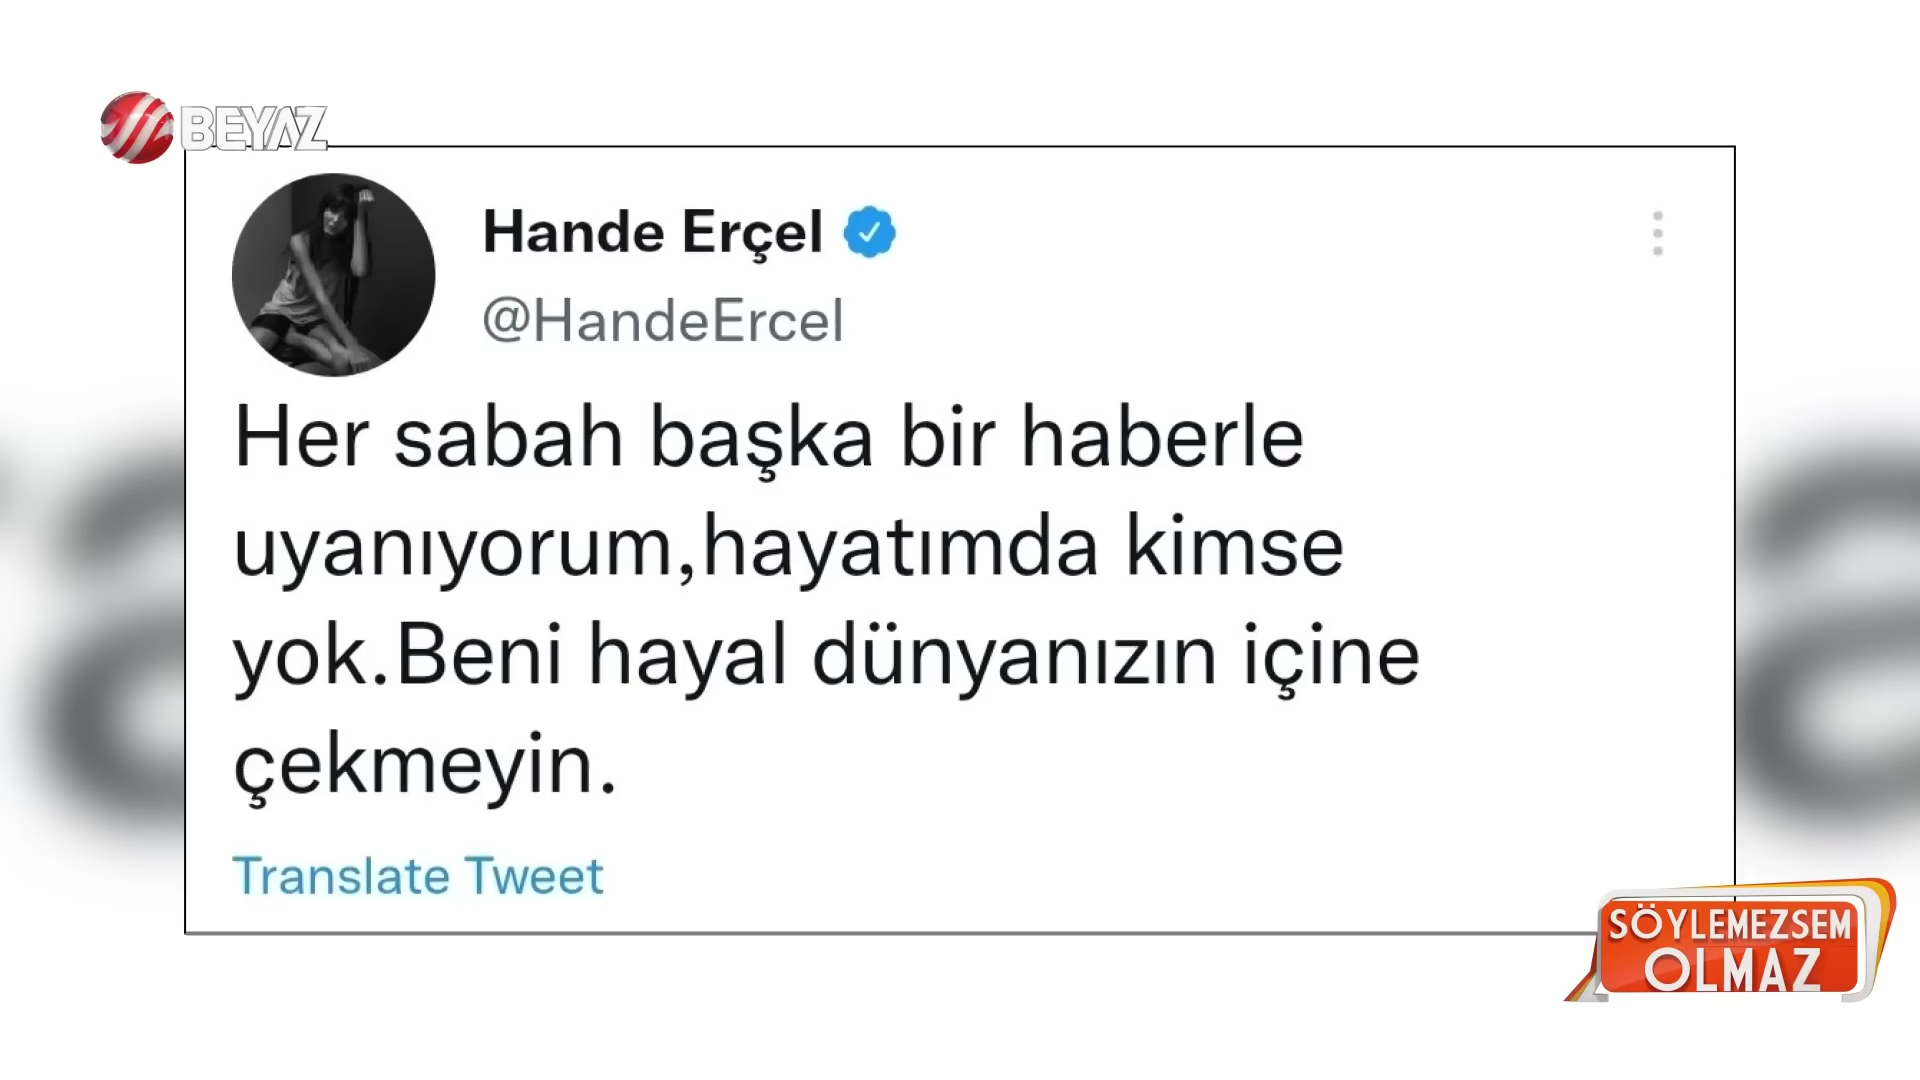 BEYAZ
Hande Erçel
@HandeErcel
Her sabah başka bir haberle
uyanıyorum,hayatımda kimse
yok.Beni hayal dünyanızın içine
çekmeyin.
Translate Tweet
SÖYLEMEZSEM
OLMAZ